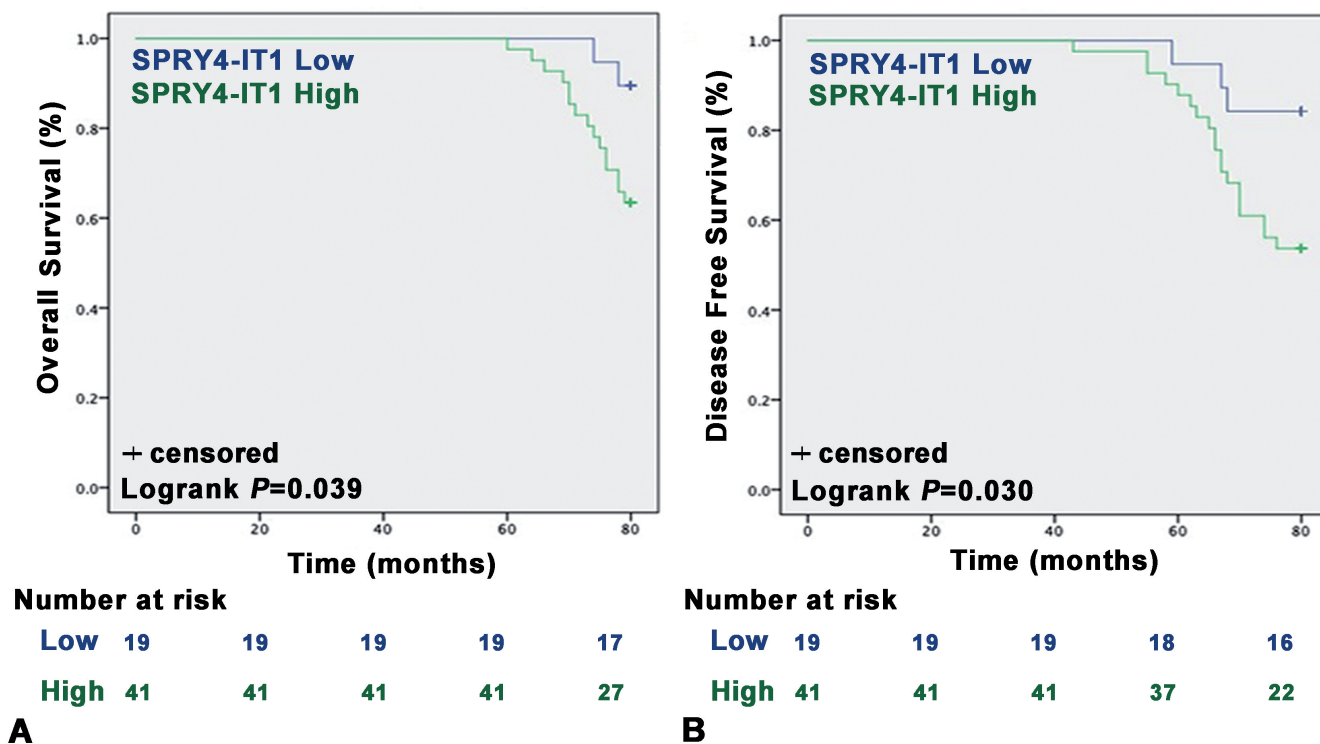 Overall Survival (%)
1.0
0.8
0.6
0.4
0.2
0.0
SPRY4-IT1 Low
SPRY4-IT1 High
+ censored
Logrank P=0.039
0 20 40 60 80
Time (months)
Number at risk
Low 19 19 19 19 17
High 41 41 41 41 27
A
Disease Free Survival (%)
1.0
0.8
0.6
0.4
0.2
0.0
SPRY4-IT1 Low
SPRY4-IT1 High
+ censored
Logrank P=0.030
0 20 40 60 80
Time (months)
Number at risk
Low 19 19 19 18 16
High 41 41 41 37 22
B